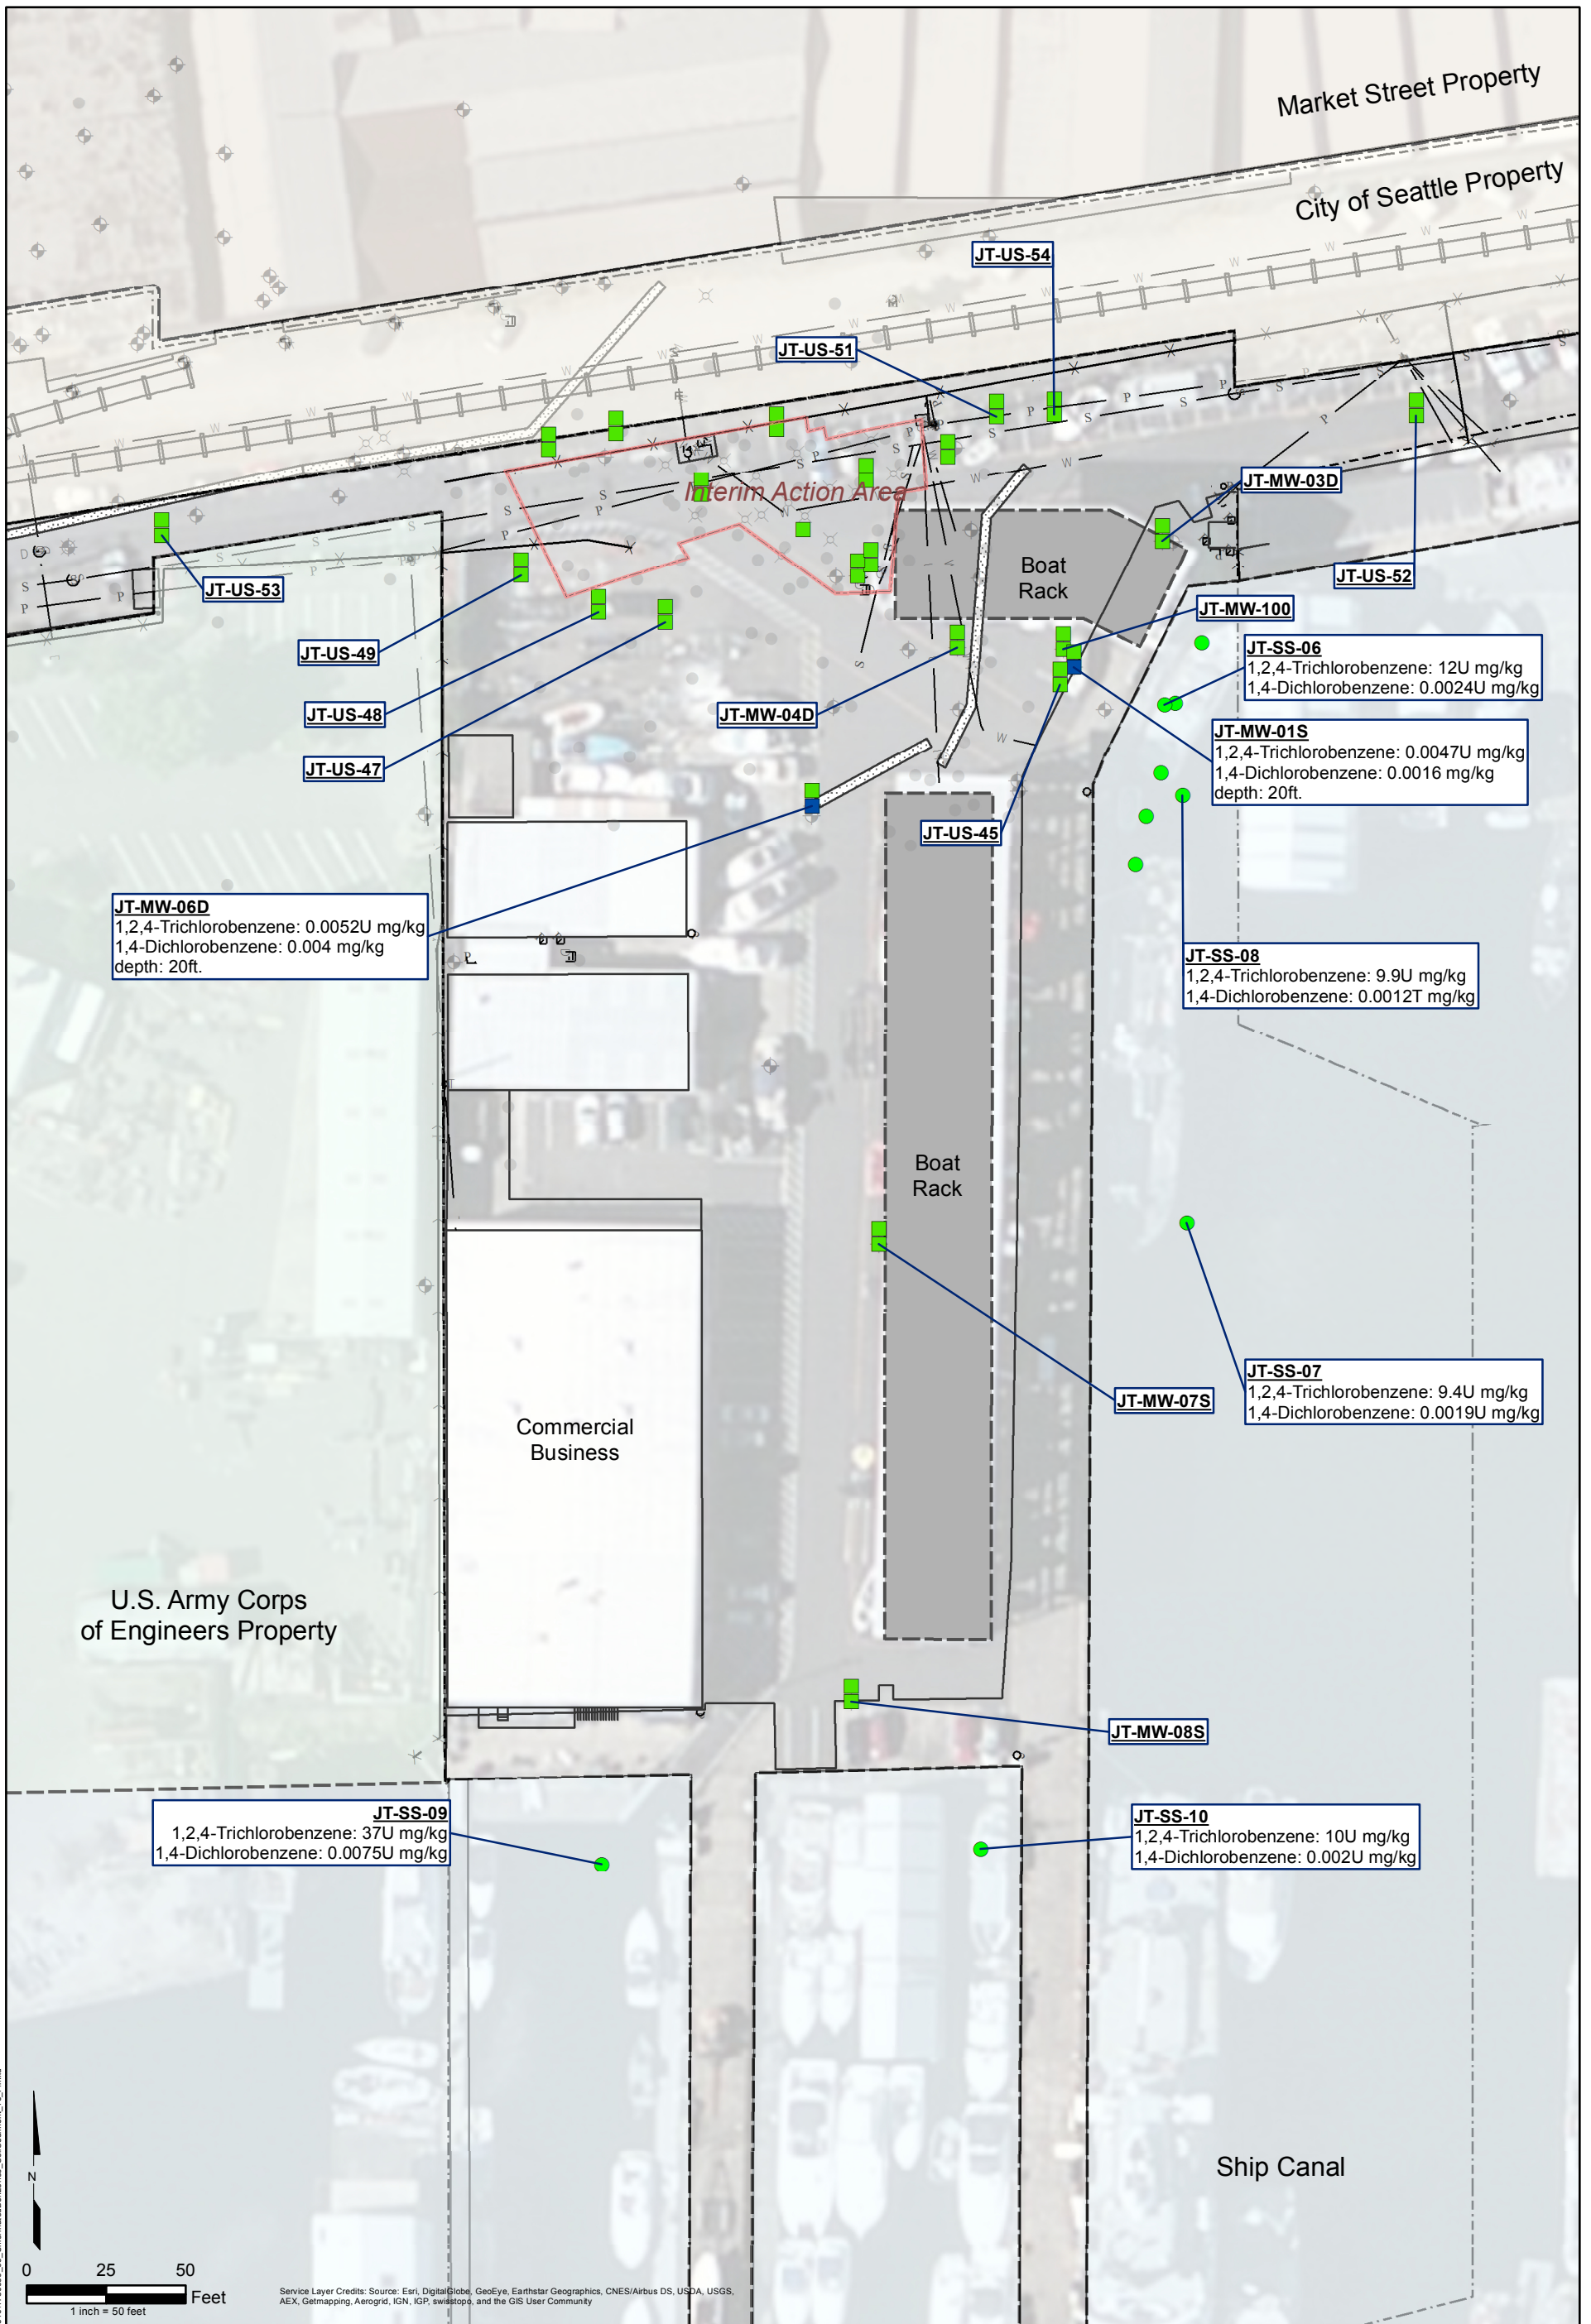 Market Street Property
City of Seattle Property
JT-US-54
JT-US-51
JT-MW-03D
Interim Action Area
JT-US-53
Boat
Rack
JT-US-52
JT-MW-100
JT-US-49
JT-SS-06
1,2,4-Trichlorobenzene: 12U mg/kg
1,4-Dichlorobenzene: 0.0024U mg/kg
JT-US-48
JT-MW-04D
JT-MW-01S
1,2,4-Trichlorobenzene: 0.0047U mg/kg
1,4-Dichlorobenzene: 0.0016 mg/kg
depth: 20ft.
JT-US-47
JT-US-45
JT-MW-06D
1,2,4-Trichlorobenzene: 0.0052U mg/kg
1,4-Dichlorobenzene: 0.004 mg/kg
depth: 20ft.
JT-SS-08
1,2,4-Trichlorobenzene: 9.9U mg/kg
1,4-Dichlorobenzene: 0.0012T mg/kg
Boat
Rack
JT-SS-07
1,2,4-Trichlorobenzene: 9.4U mg/kg
1,4-Dichlorobenzene: 0.0019U mg/kg
JT-MW-07S
Commercial
Business
U.S. Army Corps
of Engineers Property
JT-MW-08S
JT-SS-09
1,2,4-Trichlorobenzene: 37U mg/kg
1,4-Dichlorobenzene: 0.0075U mg/kg
JT-SS-10
1,2,4-Trichlorobenzene: 10U mg/kg
1,4-Dichlorobenzene: 0.002U mg/kg
Ship Canal
N
0 25 50
Feet
1 inch = 50 feet
Service Layer Credits: Source: Esri, DigitalGlobe, GeoEye, Earthstar Geographics, CNES/Airbus DS, USDA, USGS,
AEX, Getmapping, Aerogrid, IGN, IGP, swisstopo, and the GIS User Community